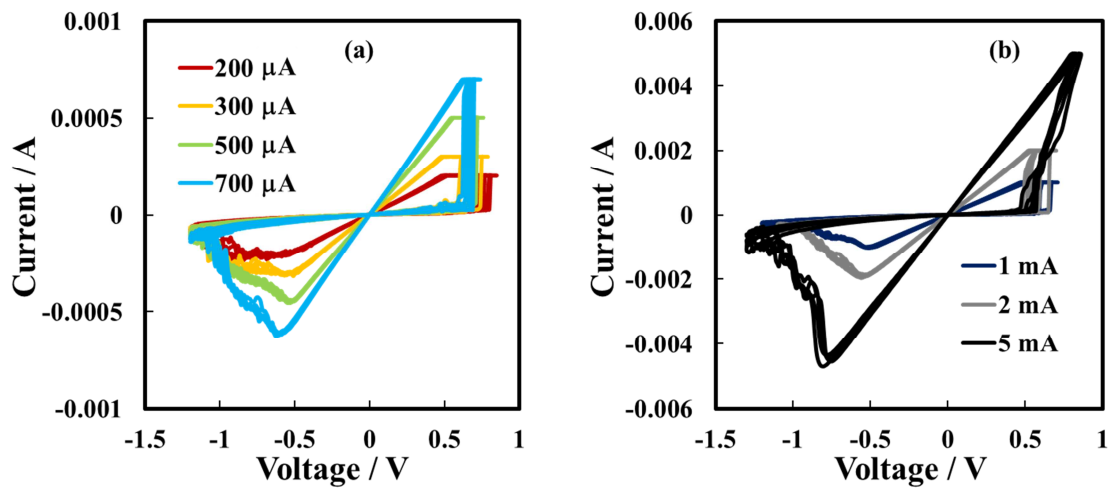 (a)
200 µA
300 µA
500 µA
700 µA
0.001
0.0005
0
-0.0005
-0.001
Current / A
-1.5
-1
-0.5
0
0.5
1
Voltage / V
(b)
1 mA
2 mA
5 mA
0.006
0.004
0.002
0
-0.002
-0.004
-0.006
Current / A
-1.5
-1
-0.5
0
0.5
1
Voltage / V